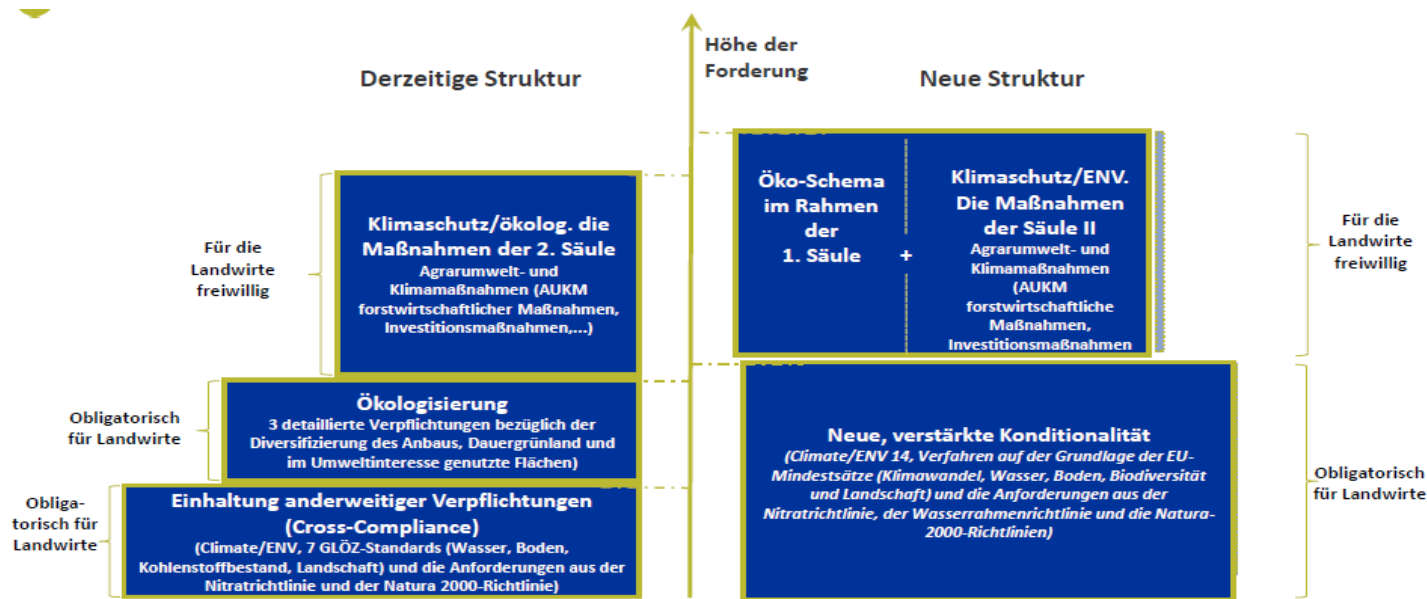 Höhe der
Forderung
Derzeitige Struktur
Neue Struktur
Für die
Landwirte
freiwillig
Klimaschutz/ökolog. die
Maßnahmen der 2. Säule
Agrarumwelt- und
Klimamaßnahmen (AUKM
forstwirtschaftlicher Maßnahmen,
Investitionsmaßnahmen,...)
Obligatorisch
für Landwirte
Ökologisierung
3 detaillierte Verpflichtungen bezüglich der
Diversifizierung des Anbaus, Dauergrünland und
im Umweltinteresse genutzte Flächen)
Obliga-
torisch für
Landwirte
Einhaltung anderweitiger Verpflichtungen
(Cross-Compliance)
(Climate/ENV, 7 GLÖZ-Standards (Wasser, Boden,
Kohlenstoffbestand, Landschaft) und die Anforderungen aus der
Nitratrichtlinie und der Natura 2000-Richtlinie)
Öko-Schema
im Rahmen
der
1. Säule
+
Klimaschutz/ENV.
Die Maßnahmen
der Säule II
Agrarumwelt- und
Klimamaßnahmen
(AUKM
forstwirtschaftliche
Maßnahmen,
Investitionsmaßnahmen
Für die
Landwirte
freiwillig
Neue, verstärkte Konditionalität
(Climate/ENV 14, Verfahren auf der Grundlage der EU-
Mindestsätze (Klimawandel, Wasser, Boden, Biodiversität
und Landschaft) und die Anforderungen aus der
Nitratrichtlinie, der Wasserrahmenrichtlinie und die Natura-
2000-Richtlinien)
Obligatorisch
für Landwirte